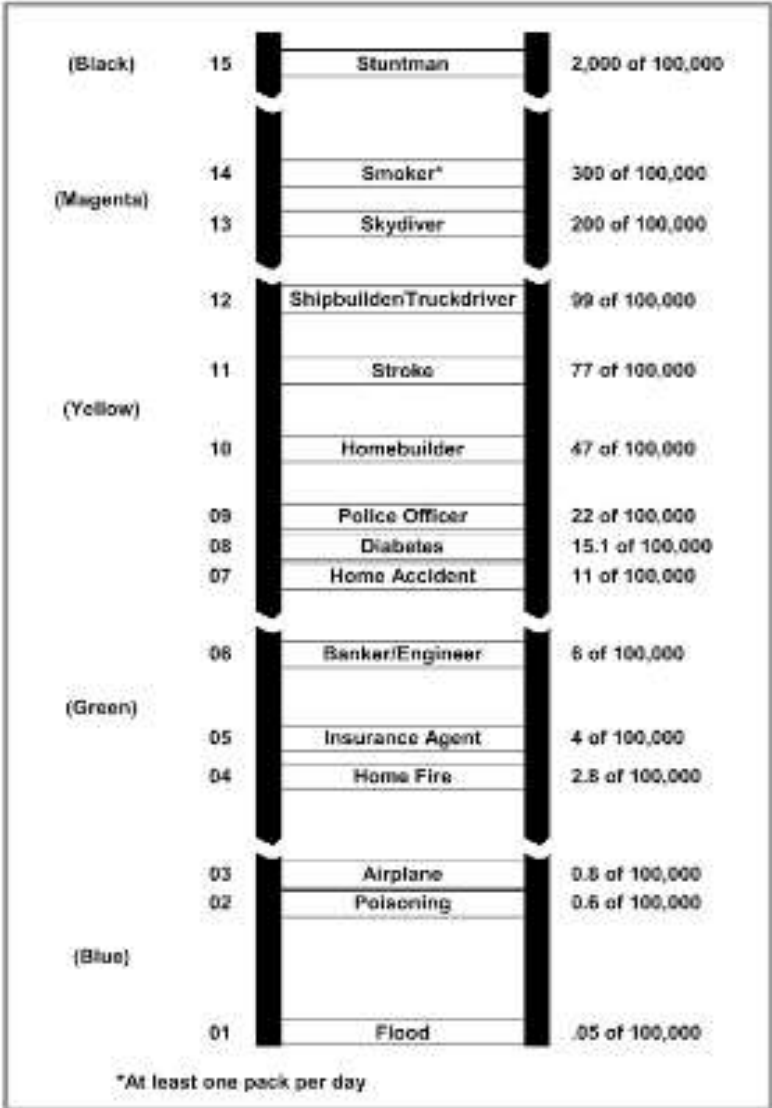 (Black) 15 Stuntman 2,000 of 100,000
14 Smoker* 300 of 100,000
(Magenta)
13 Skydiver 200 of 100,000
12 Shipbuilder/Truckdriver 99 of 100,000
11 Stroke 77 of 100,000
(Yellow)
10 Homebuilder 47 of 100,000
09 Police Officer 22 of 100,000
08 Diabetes 15.1 of 100,000
07 Home Accident 11 of 100,000
06 Banker/Engineer 6 of 100,000
(Green)
05 Insurance Agent 4 of 100,000
04 Home Fire 2.8 of 100,000
03 Airplane 0.8 of 100,000
02 Poisoning 0.6 of 100,000
(Blue)
01 Flood .05 of 100,000
*At least one pack per day